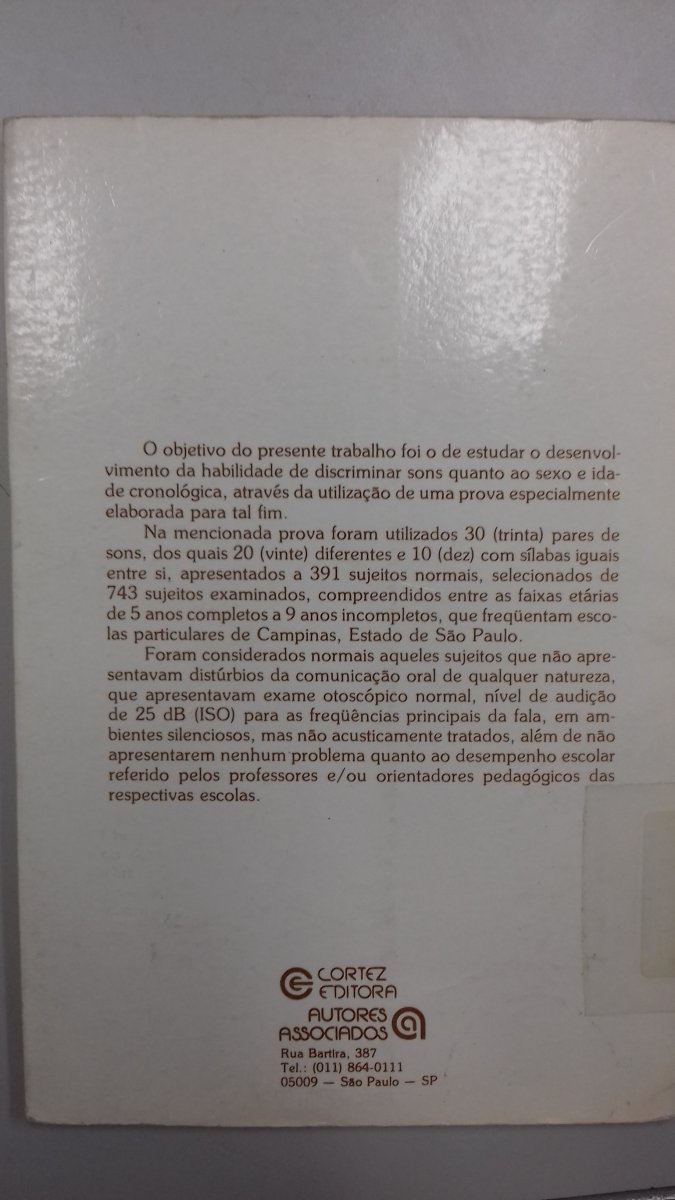 O objetivo do presente trabalho foi o de estudar o desenvol-
vimento da habilidade de discriminar sons quanto ao sexo e ida-
de cronológica, através da utilização de uma prova especialmente
elaborada para tal fim.
Na mencionada prova foram utilizados 30 (trinta) pares de
sons, dos quais 20 (vinte) diferentes e 10 (dez) com sílabas iguais
entre si, apresentados a 391 sujeitos normais, selecionados de
743 sujeitos examinados, compreendidos entre as faixas etárias
de 5 anos completos a 9 anos incompletos, que freqüentam esco-
las particulares de Campinas, Estado de São Paulo.
Foram considerados normais aqueles sujeitos que não apre-
sentavam distúrbios da comunicação oral de qualquer natureza,
que apresentavam exame otoscópico normal, nível de audição
de 25 dB (ISO) para as freqüências principais da fala, em am-
bientes silenciosos, mas não acusticamente tratados, além de não
apresentarem nenhum problema quanto ao desempenho escolar
referido pelos professores e/ou orientadores pedagógicos das
respectivas escolas.
CORTEZ
EDITORA
AUTORES
ASSOCIADOS
Rua Bartira, 387
Tel.: (011) 864-0111
05009 — São Paulo — SP